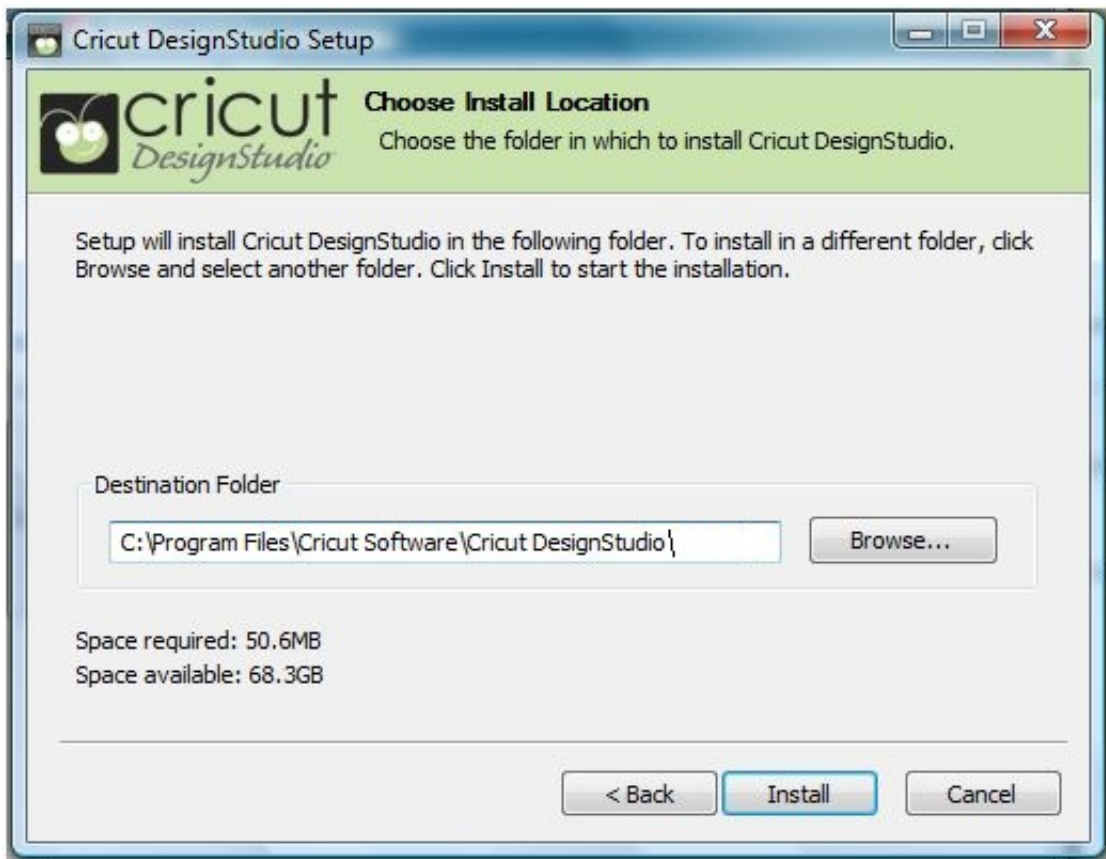 Cricut DesignStudio Setup
cricut
DesignStudio
Choose Install Location
Choose the folder in which to install Cricut DesignStudio.
Setup will install Cricut DesignStudio in the following folder. To install in a different folder, click
Browse and select another folder. Click Install to start the installation.
Destination Folder
C:\Program Files\Cricut Software\Cricut DesignStudio\
Browse...
Space required: 50.6MB
Space available: 68.3GB
< Back
Install
Cancel